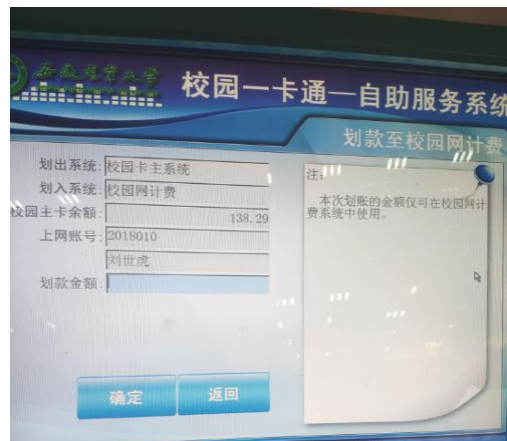 校园一卡通—自助服务系统
划款至校园网计费
划出系统: 校园卡主系统
划入系统: 校园网计费
校园主卡余额: 138.29
上网账号: 2018010
刘世虎
划款金额:
注:
本次划账的金额仅可在校园网计
费系统中使用。
确定 返回